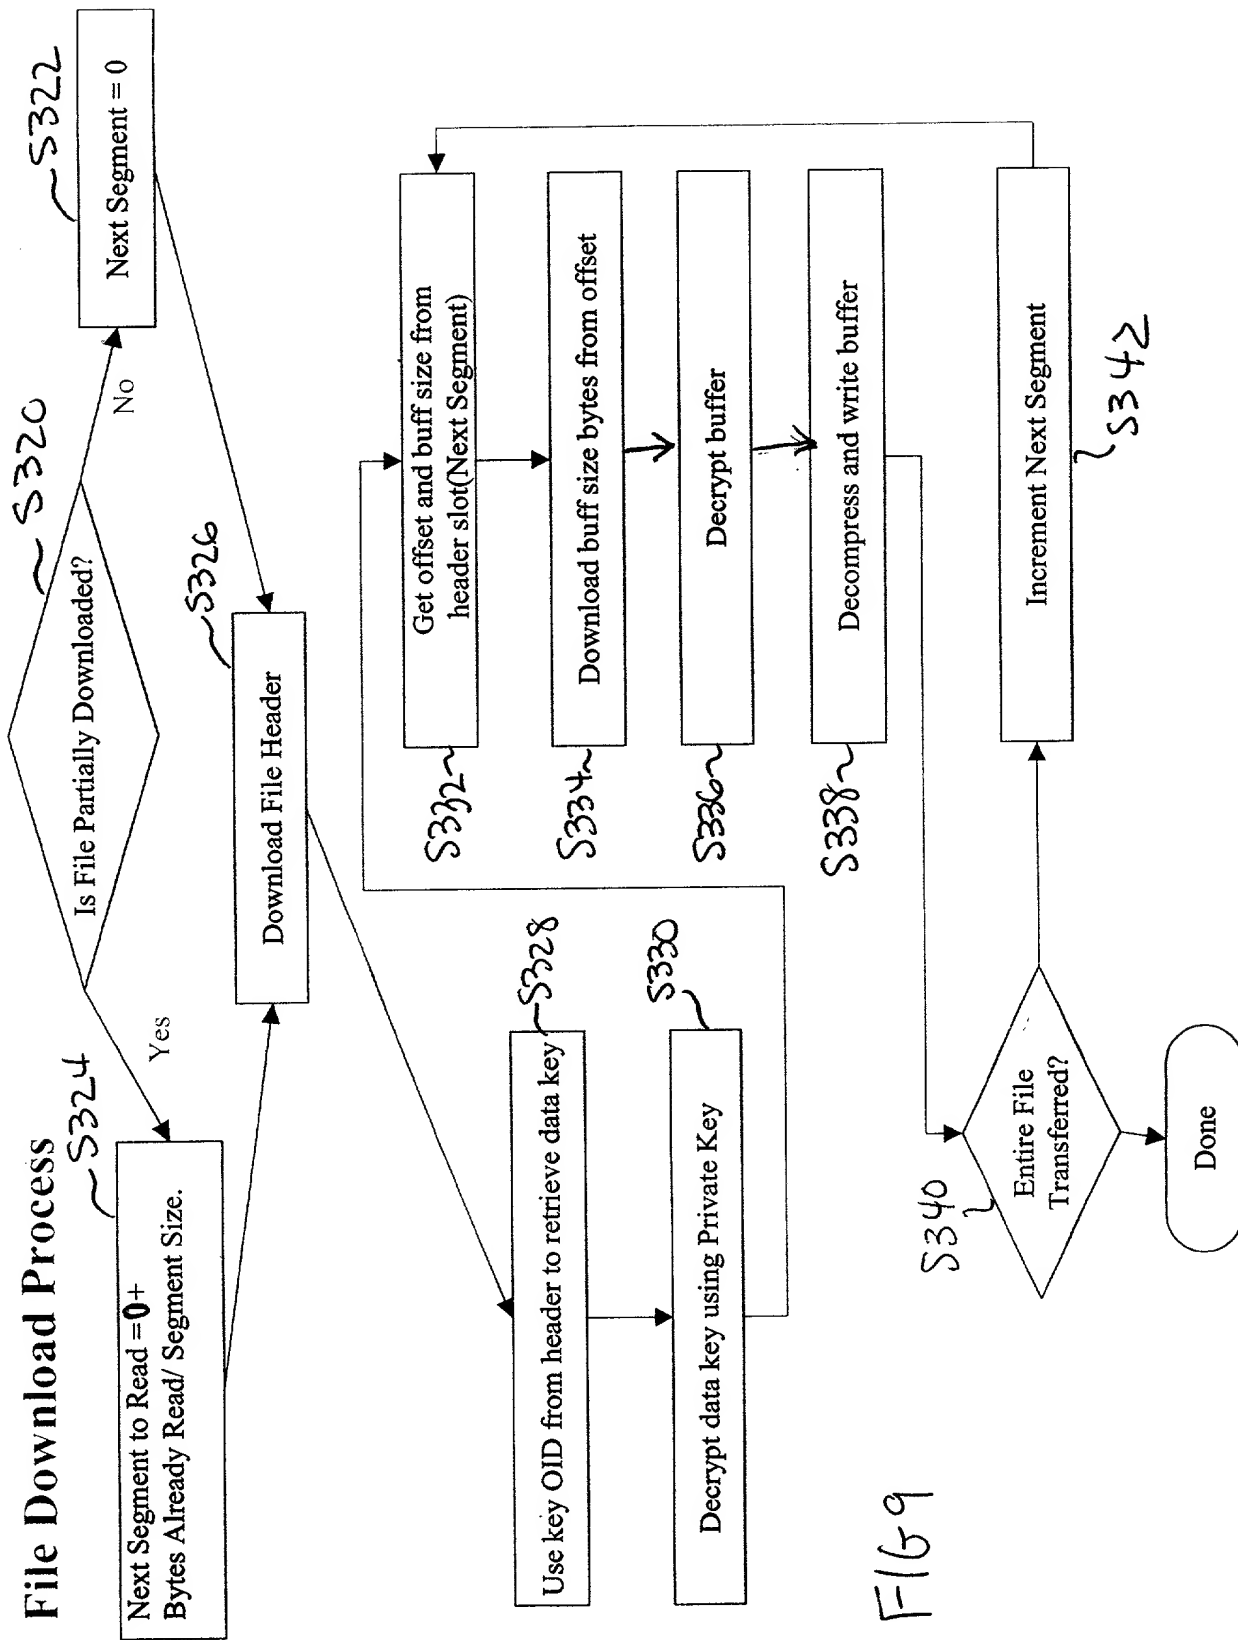 File Download Process
S320
Is File Partially Downloaded?
Yes
No
S324
Next Segment to Read =0+
Bytes Already Read/ Segment Size.
S322
Next Segment = 0
S326
Download File Header
S328
Use key OID from header to retrieve data key
S330
Decrypt data key using Private Key
S332
Get offset and buff size from
header slot(Next Segment)
S334
Download buff size bytes from offset
S336
Decrypt buffer
S338
Decompress and write buffer
S340
Entire File
Transferred?
Increment Next Segment
S342
Done
FIG 9